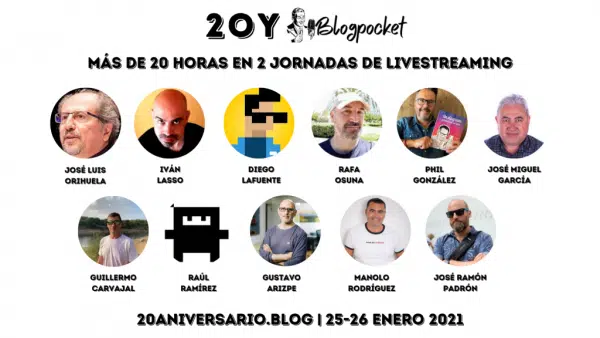 20Y Blogpocket
MÁS DE 20 HORAS EN 2 JORNADAS DE LIVESTREAMING
JOSÉ LUIS
ORIHUELA
IVÁN
LASSO
DIEGO
LAFUENTE
RAFA
OSUNA
PHIL
GONZÁLEZ
JOSÉ MIGUEL
GARCÍA
GUILLERMO
CARVAJAL
RAÚL
RAMÍREZ
GUSTAVO
ARIZPE
MANOLO
RODRÍGUEZ
JOSÉ RAMÓN
PADRÓN
20ANIVERSARIO.BLOG | 25-26 ENERO 2021